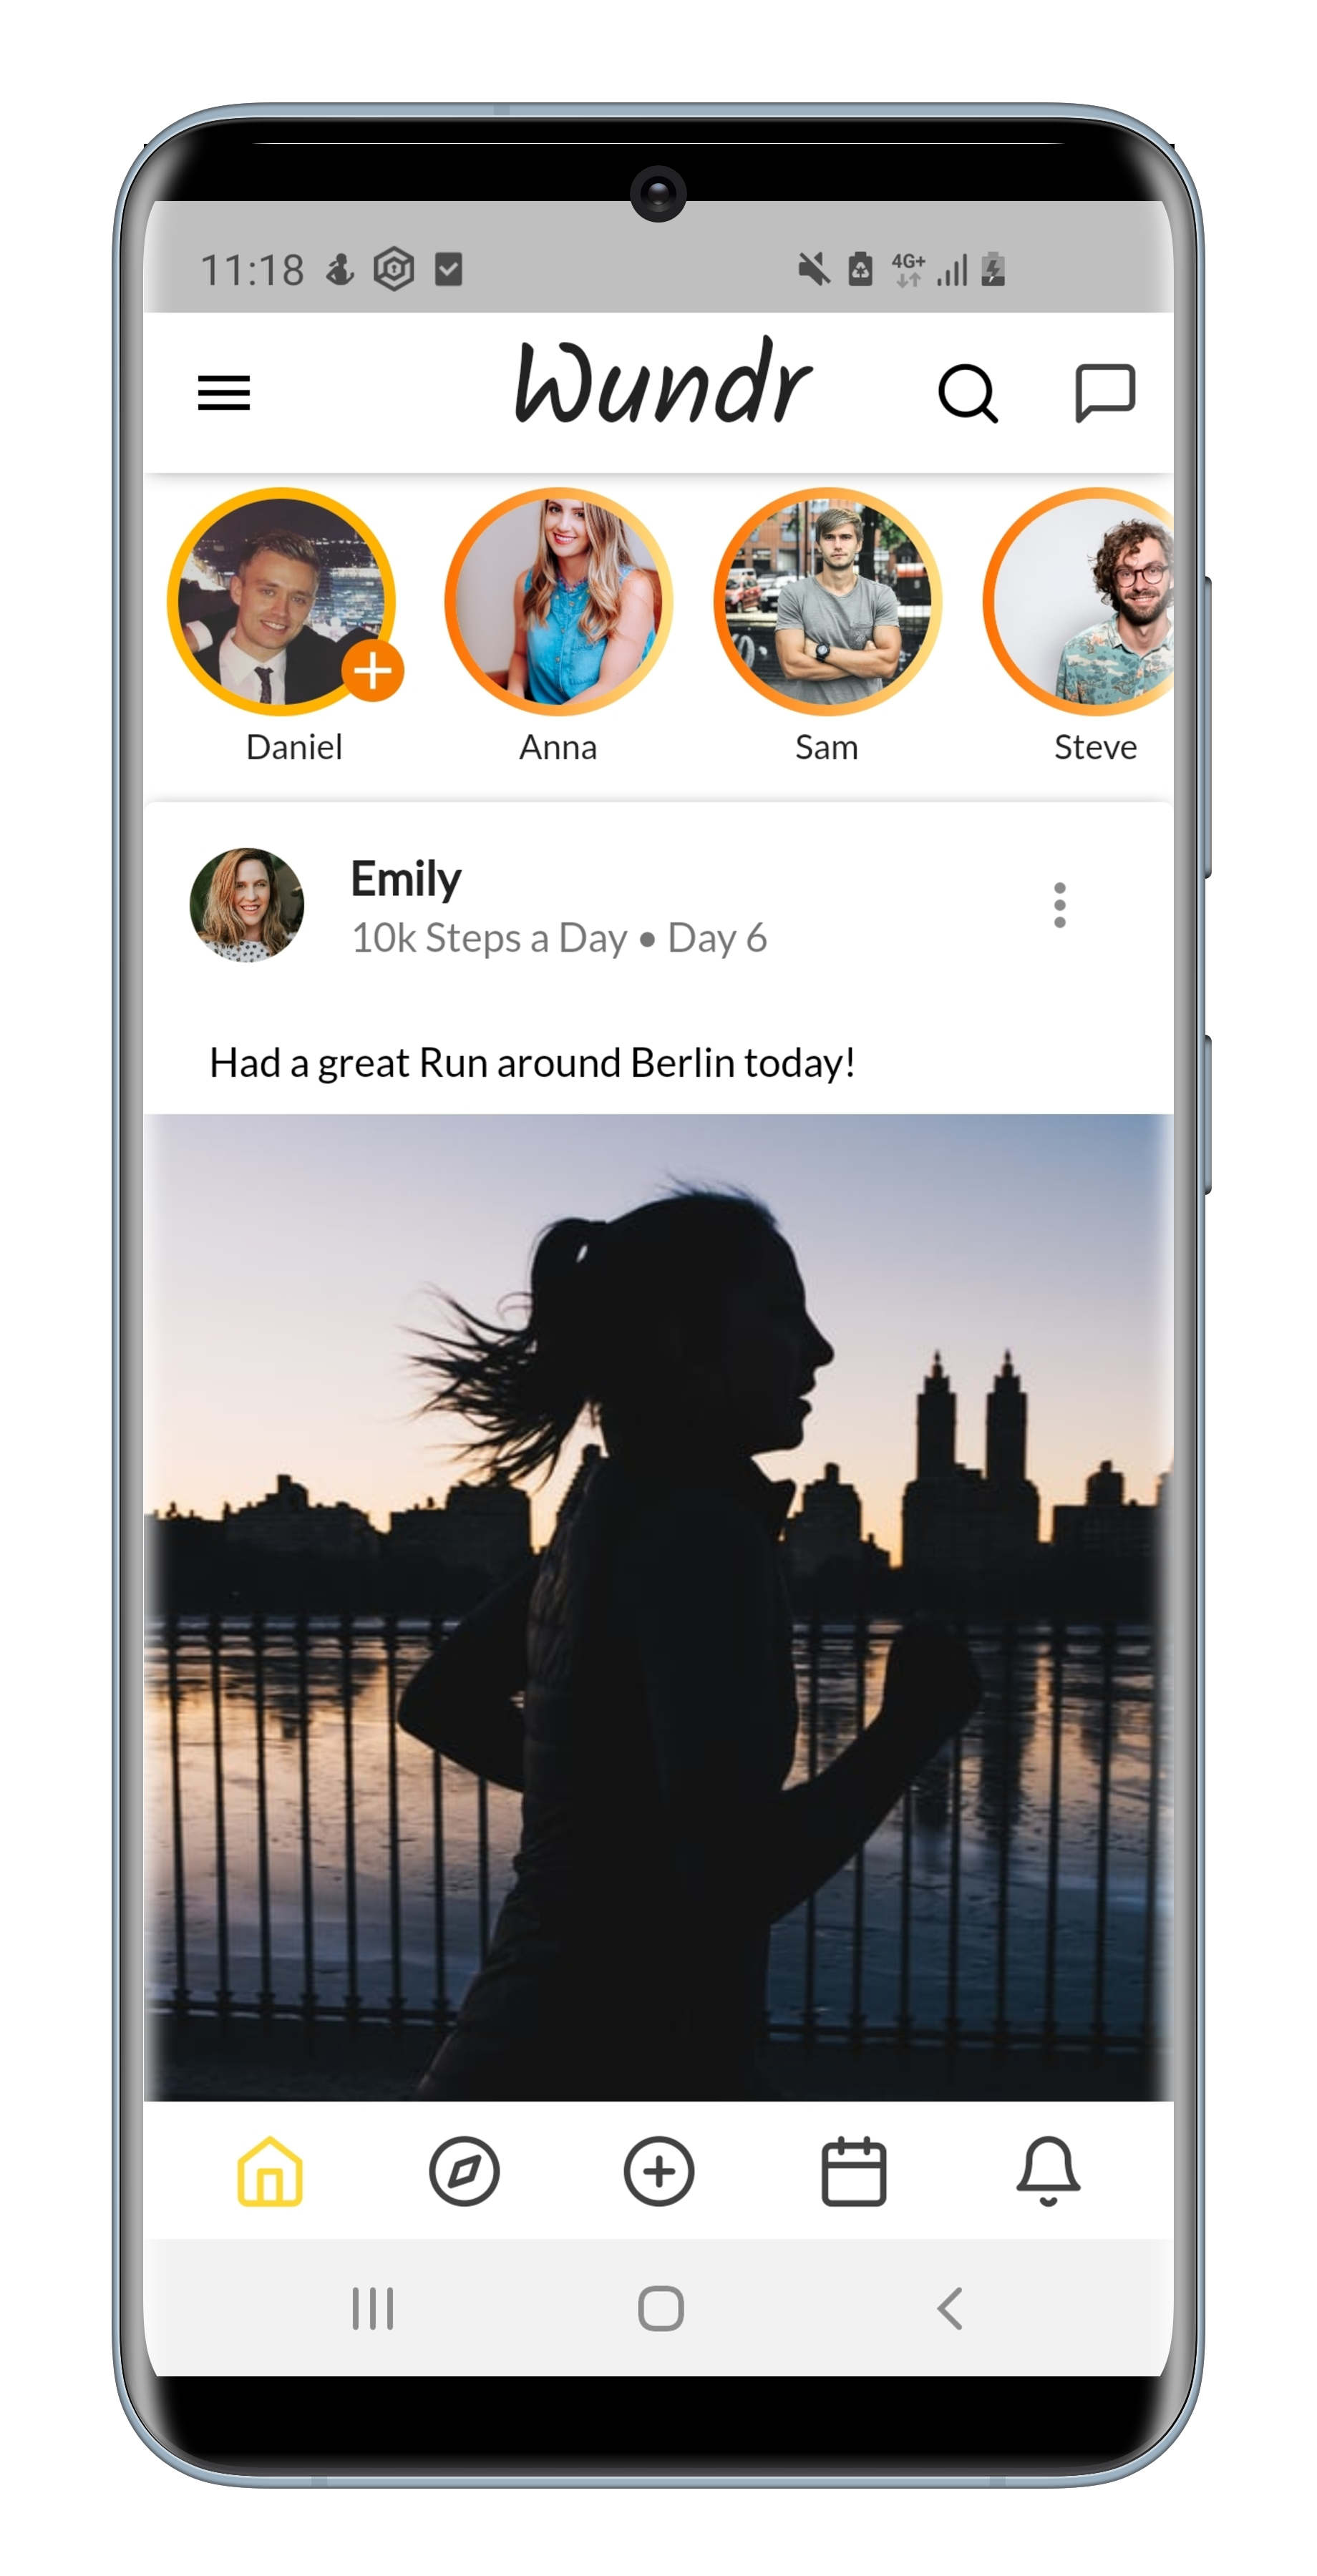 11:18
4G+
Wundr
Daniel Anna Sam Steve
Emily
10k Steps a Day • Day 6
Had a great Run around Berlin today!